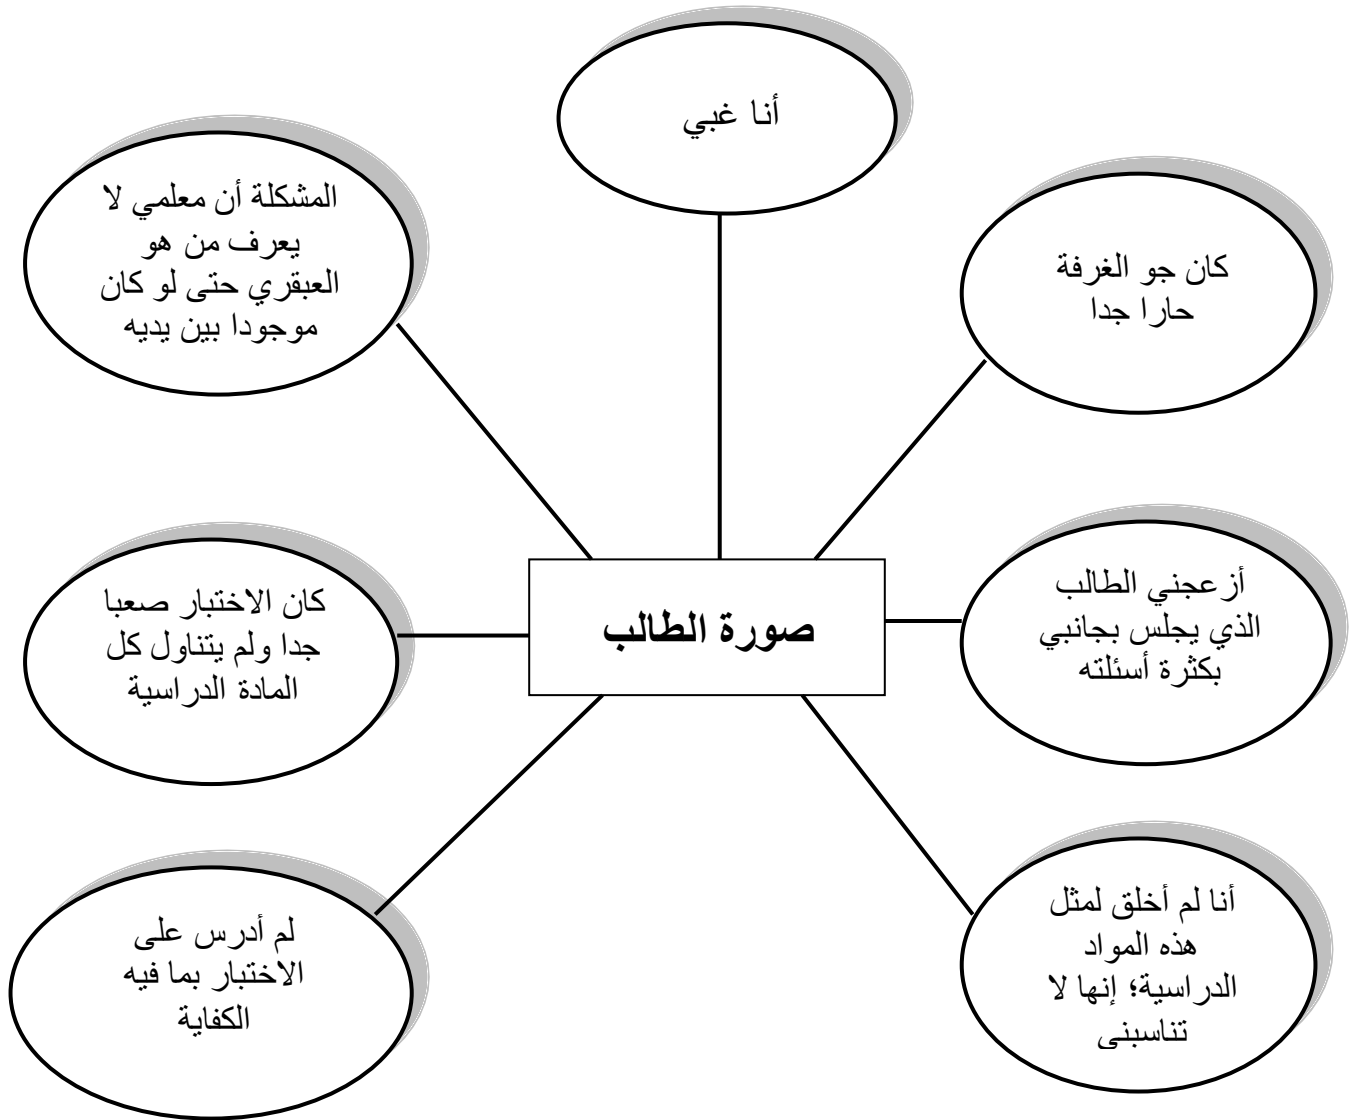 أنا غبي
كان جو الغرفة
حارا جدا
المشكلة أن معلمي لا
يعرف من هو
العبقري حتى لو كان
موجودا بين يديه
صورة الطالب
أزعجني الطالب
الذي يجلس بجانبي
بكثرة أسئلته
كان الاختبار صعبا
جدا ولم يتناول كل
المادة الدراسية
أنا لم أخلق لمثل
هذه المواد
الدراسية؛ إنها لا
تناسبني
لم أدرس على
الاختبار بما فيه
الكفاية